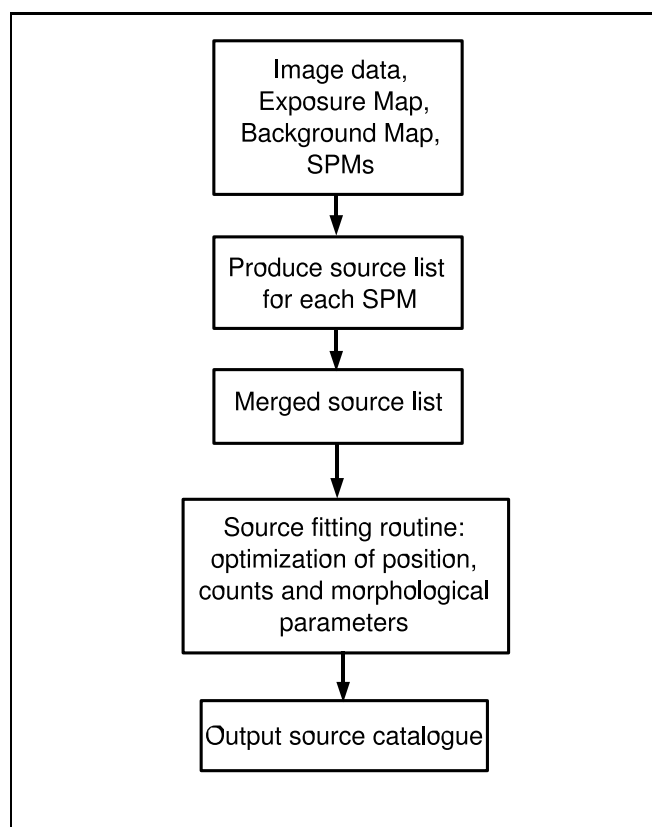 Image data,
Exposure Map,
Background Map,
SPMs
Produce source list
for each SPM
Merged source list
Source fitting routine:
optimization of position,
counts and morphological
parameters
Output source catalogue